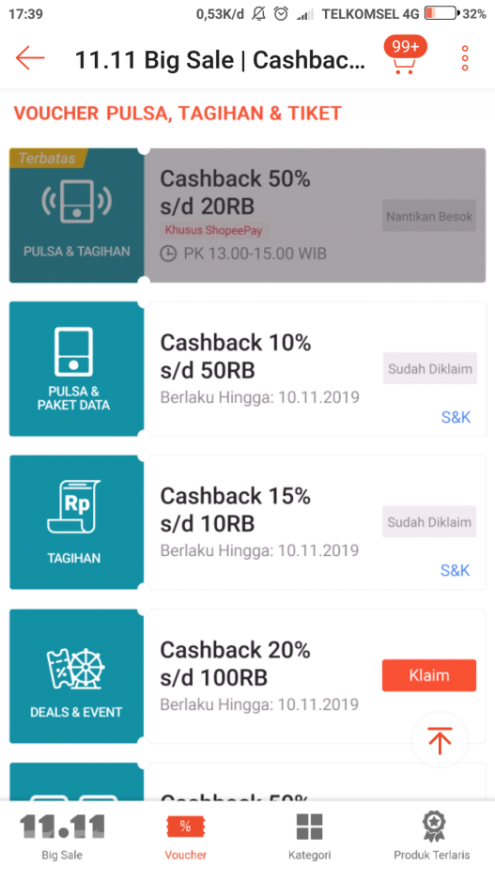 17:39
0,53K/d
TELKOMSEL 4G
32%
11.11 Big Sale | Cashbac...
99+
VOUCHER PULSA, TAGIHAN & TIKET
Terbatas
PULSA & TAGIHAN
Cashback 50%
s/d 20RB
Khusus ShopeePay
PK 13.00-15.00 WIB
Nantikan Besok
PULSA &
PAKET DATA
Cashback 10%
s/d 50RB
Berlaku Hingga: 10.11.2019
Sudah Diklaim
S&K
Rp
TAGIHAN
Cashback 15%
s/d 10RB
Berlaku Hingga: 10.11.2019
Sudah Diklaim
S&K
%
DEALS & EVENT
Cashback 20%
s/d 100RB
Berlaku Hingga: 10.11.2019
Klaim
Cashback 50%
11.11
Big Sale
%
Voucher
Kategori
Produk Terlaris